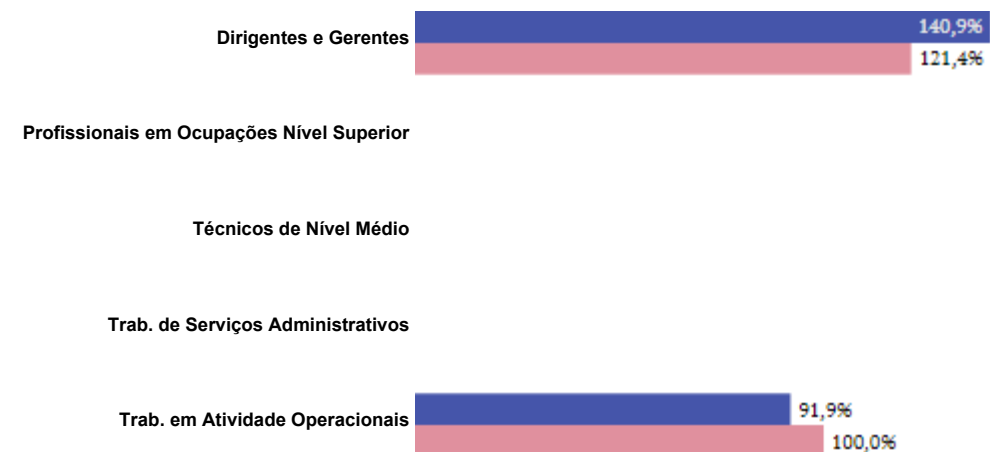 Dirigentes e Gerentes
140,9%
121,4%
Profissionais em Ocupações Nível Superior
Técnicos de Nível Médio
Trab. de Serviços Administrativos
Trab. em Atividade Operacionais
91,9%
100,0%